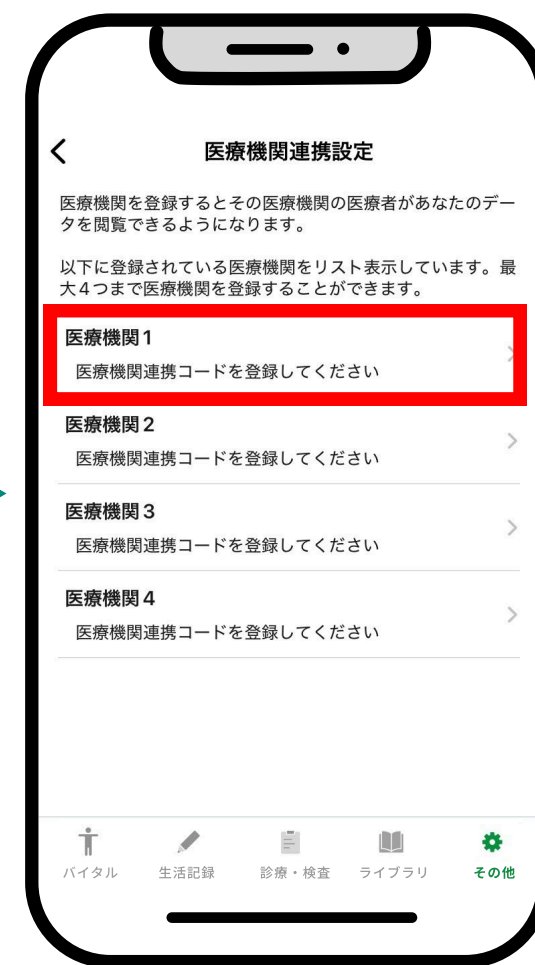 医療機関連携設定
医療機関を登録するとその医療機関の医療者があなたのデー
タを閲覧できるようになります。
以下に登録されている医療機関をリスト表示しています。最
大4つまで医療機関を登録することができます。
医療機関1
医療機関連携コードを登録してください
医療機関2
医療機関連携コードを登録してください
医療機関3
医療機関連携コードを登録してください
医療機関4
医療機関連携コードを登録してください
バイタル 生活記録 診療・検査 ライブラリ その他